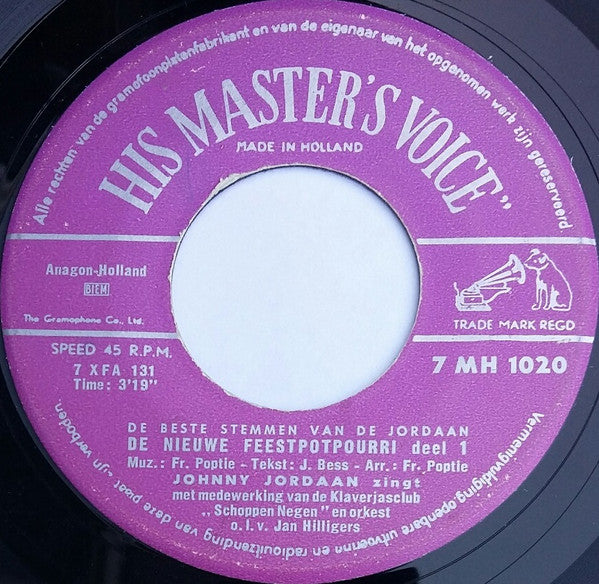 Alle rechten van de gramofoonplatenfabrikant en van de eigenaar van het opgenomen werk zijn gereserveerd.
"HIS MASTER'S VOICE"
MADE IN HOLLAND
Anagon-Holland
BIEM
The Gramophone Co., Ltd.
TRADE MARK REGD
SPEED 45 R.P.M.
7 XFA 131
Time: 3'19"
7 MH 1020
DE BESTE STEMMEN VAN DE JORDAAN
DE NIEUWE FEESTPOTPOURRI deel 1
Muz.: Fr. Poptie - Tekst: J. Bess - Arr.: Fr. Poptie
JOHNNY JORDAAN zingt
met medewerking van de Klaverjasclub
„Schoppen Negen" en orkest
o.l.v. Jan Hilligers
Vermenigvuldiging openbare uitvoering en radiouitzending van deze plaat zijn verboden.